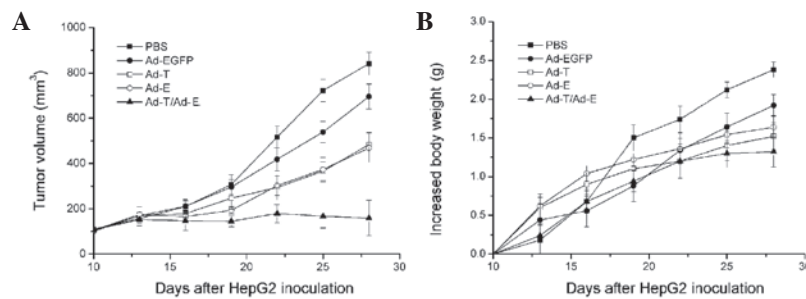 A
Tumor volume (mm³)
1000
800
600
400
200
0
PBS
Ad-EGFP
Ad-T
Ad-E
Ad-T/Ad-E
10 15 20 25 30
Days after HepG2 inoculation
B
Increased body weight (g)
3.0
2.5
2.0
1.5
1.0
0.5
0.0
PBS
Ad-EGFP
Ad-T
Ad-E
Ad-T/Ad-E
10 15 20 25 30
Days after HepG2 inoculation